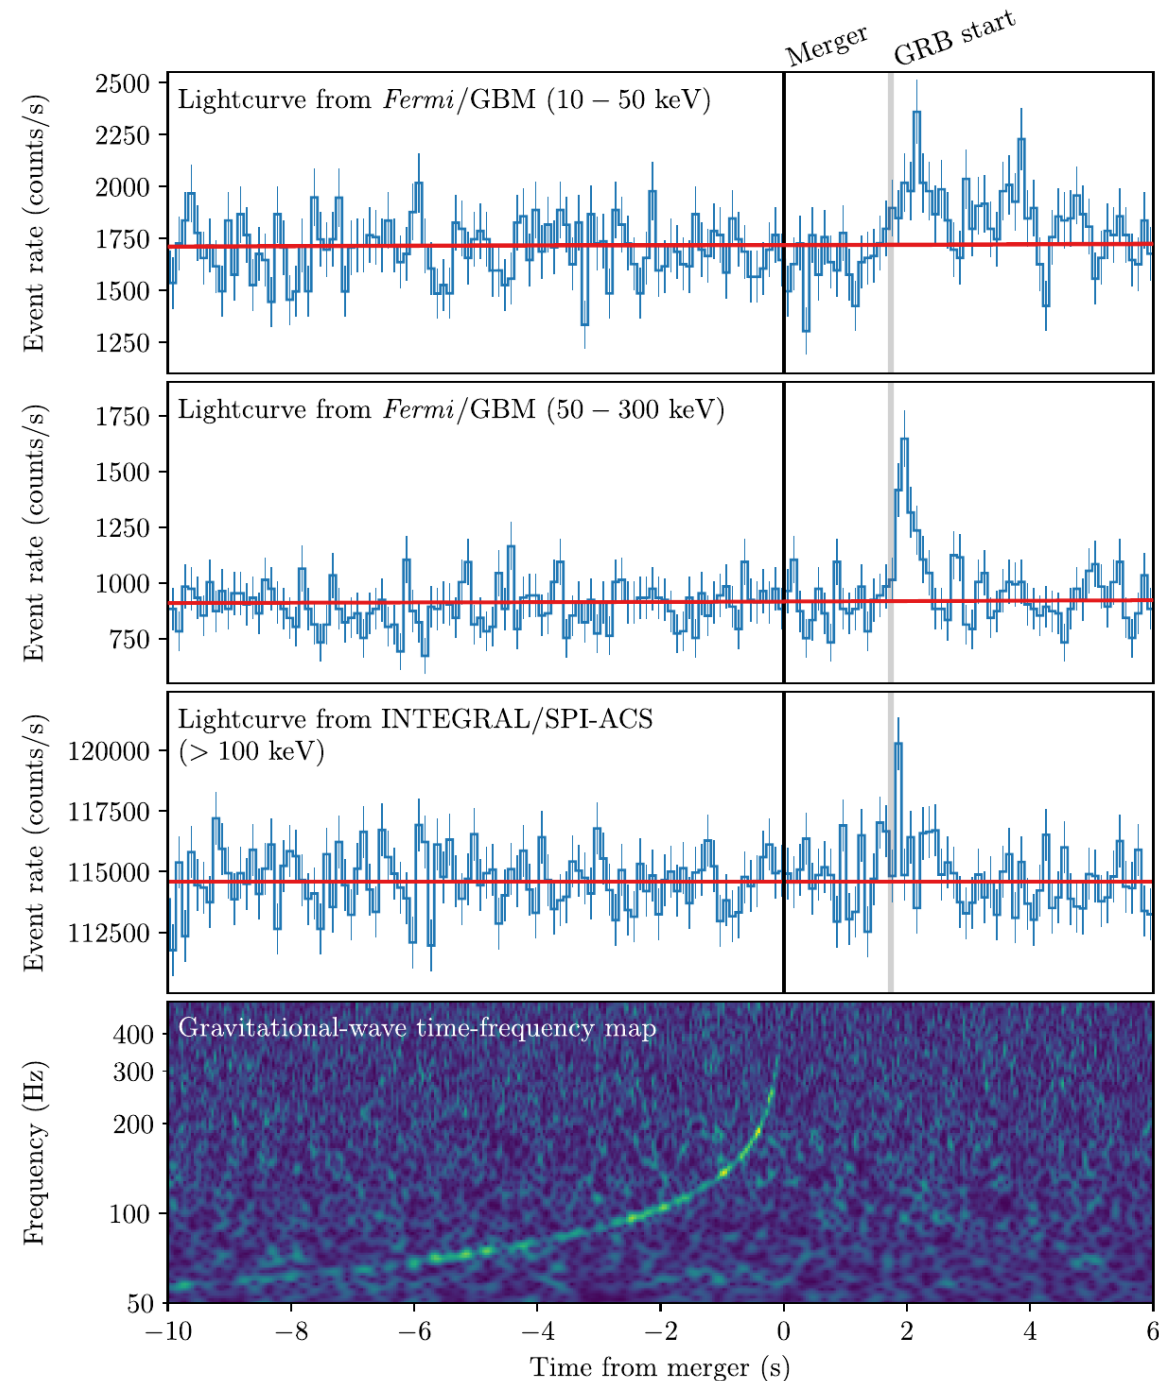 Merger
GRB start
Lightcurve from Fermi/GBM (10 − 50 keV)
Event rate (counts/s)
2500
2250
2000
1750
1500
1250
Lightcurve from Fermi/GBM (50 − 300 keV)
Event rate (counts/s)
1750
1500
1250
1000
750
Lightcurve from INTEGRAL/SPI-ACS
(> 100 keV)
Event rate (counts/s)
120000
117500
115000
112500
Gravitational-wave time-frequency map
Frequency (Hz)
400
300
200
100
50
−10 −8 −6 −4 −2 0 2 4 6
Time from merger (s)